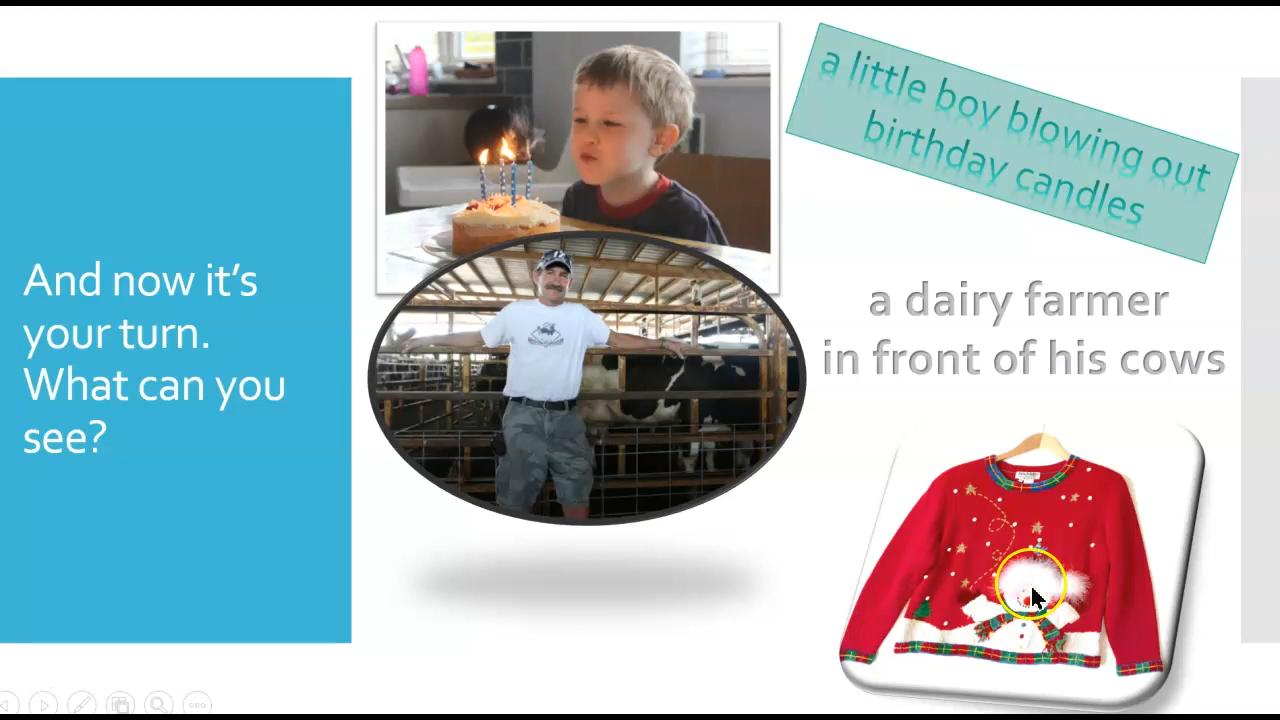 And now it’s
your turn.
What can you
see?
a little boy blowing out
birthday candles
a dairy farmer
in front of his cows